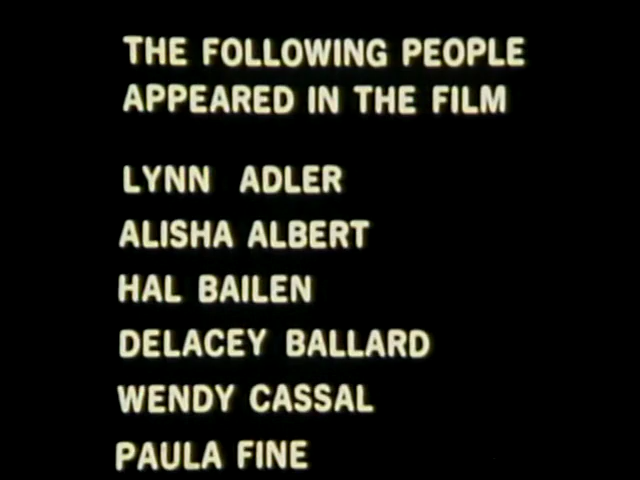 THE FOLLOWING PEOPLE
APPEARED IN THE FILM
LYNN ADLER
ALISHA ALBERT
HAL BAILEN
DELACEY BALLARD
WENDY CASSAL
PAULA FINE